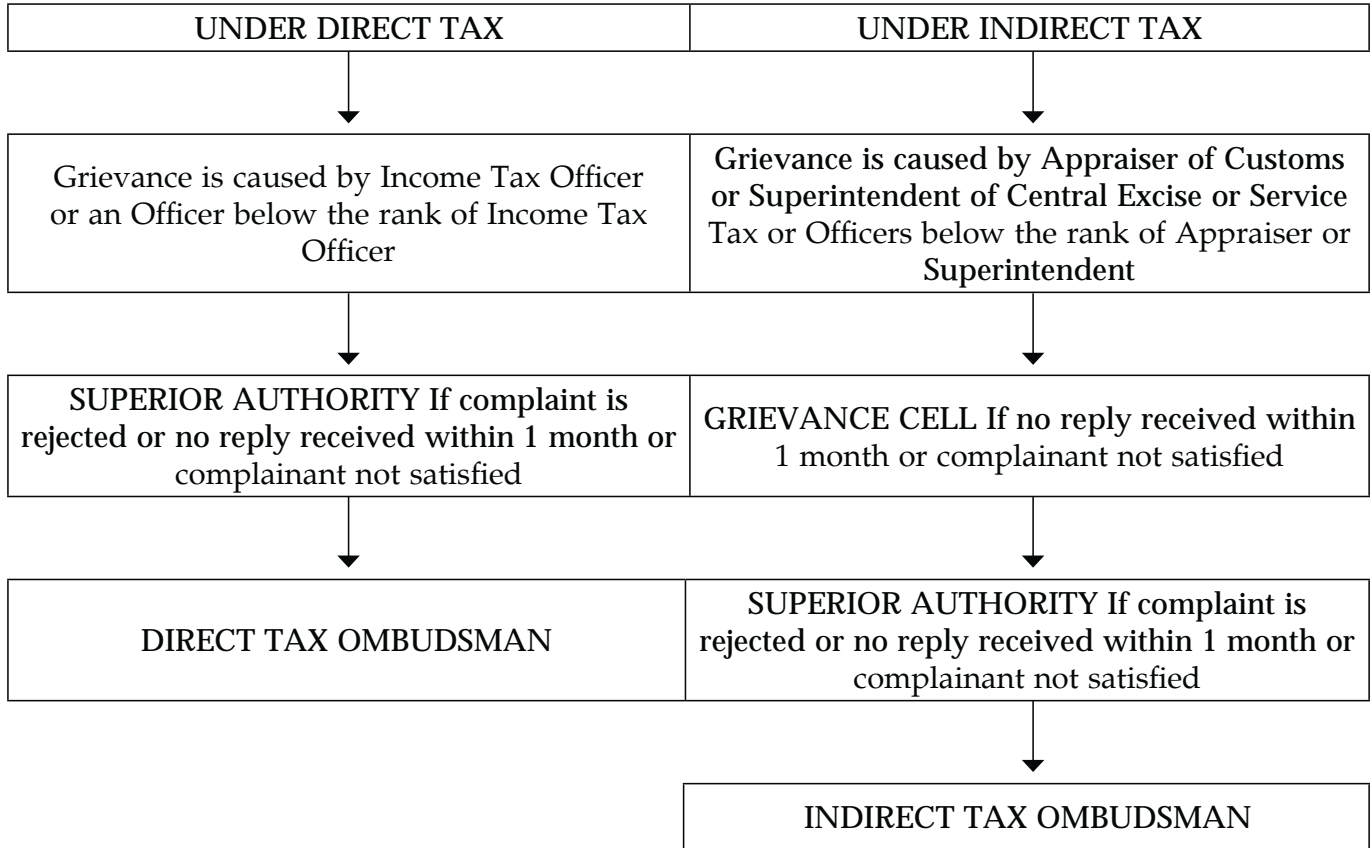 UNDER DIRECT TAX
UNDER INDIRECT TAX
Grievance is caused by Income Tax Officer
or an Officer below the rank of Income Tax
Officer
Grievance is caused by Appraiser of Customs
or Superintendent of Central Excise or Service
Tax or Officers below the rank of Appraiser or
Superintendent
SUPERIOR AUTHORITY If complaint is
rejected or no reply received within 1 month or
complainant not satisfied
GRIEVANCE CELL If no reply received within
1 month or complainant not satisfied
DIRECT TAX OMBUDSMAN
SUPERIOR AUTHORITY If complaint is
rejected or no reply received within 1 month or
complainant not satisfied
INDIRECT TAX OMBUDSMAN